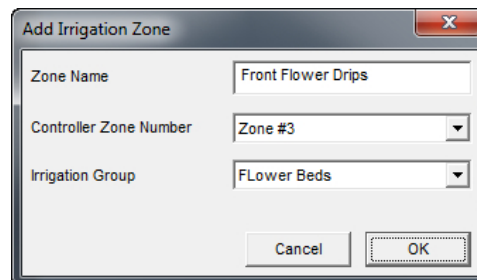 Add Irrigation Zone
Zone Name Front Flower Drips
Controller Zone Number Zone #3
Irrigation Group FLower Beds
Cancel OK